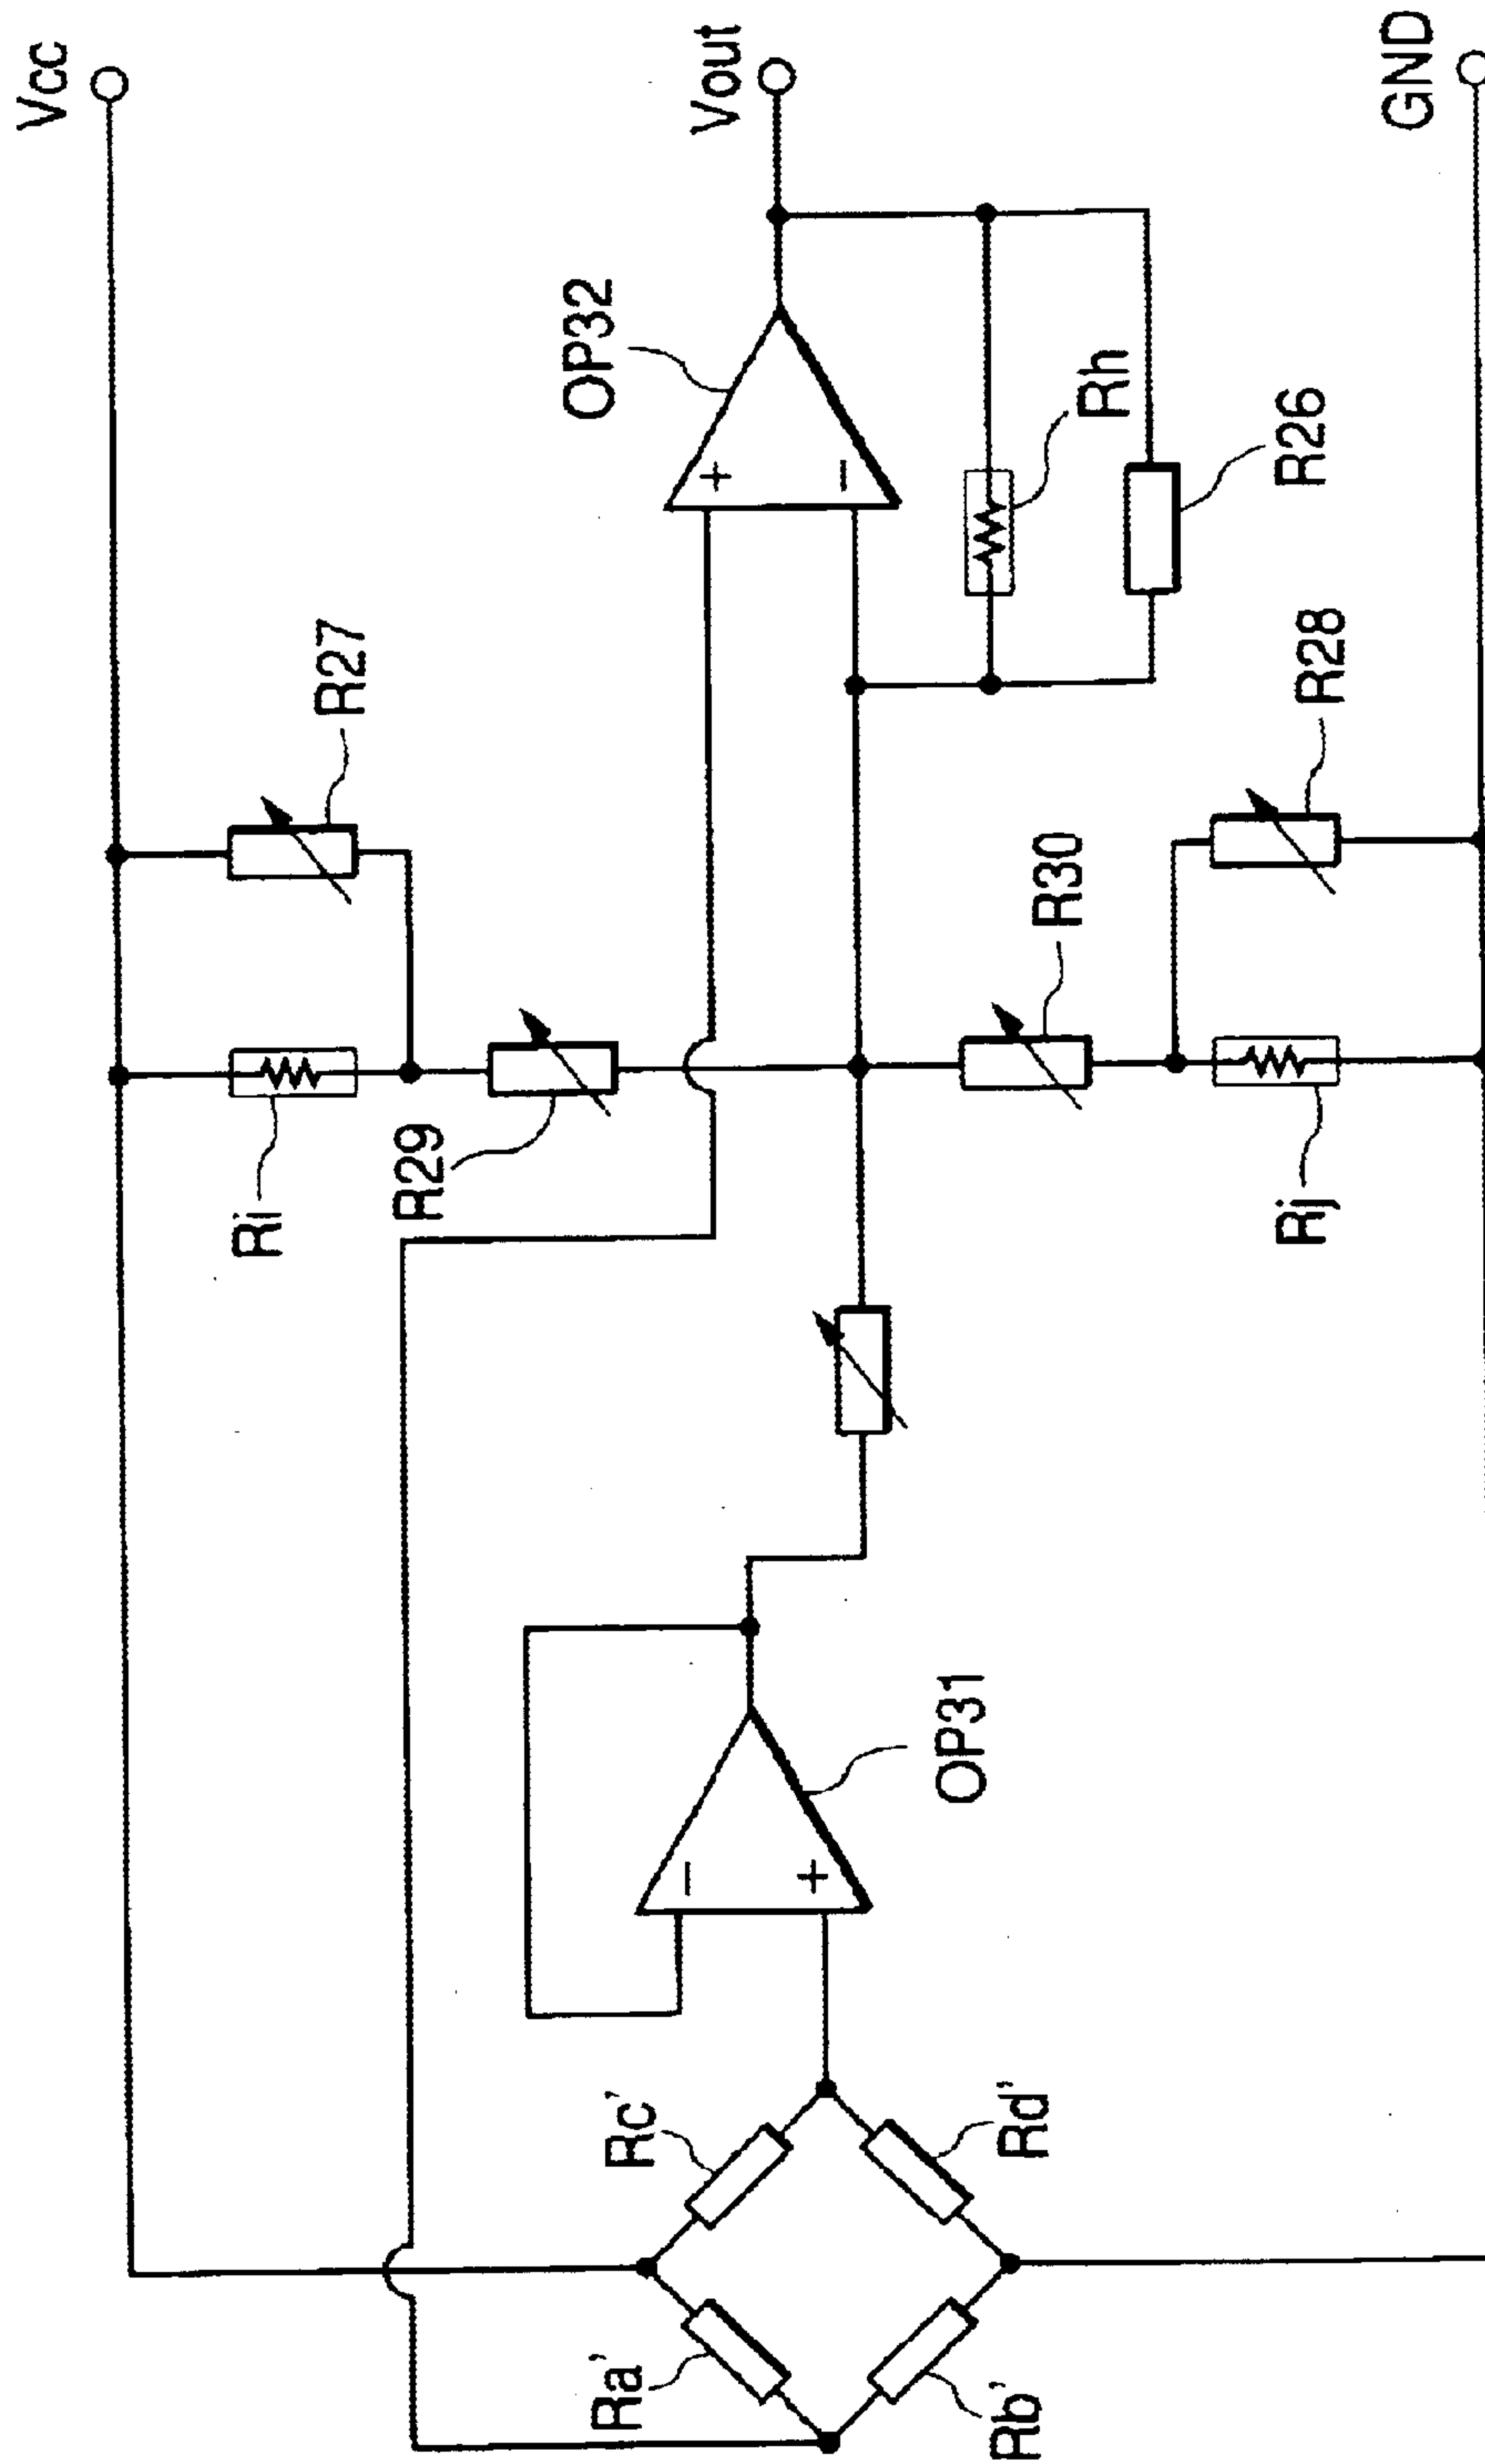 Vcc
Ri
R27
R29
OP32
Vout
+
−
Rh
R26
R30
R28
Rj
OP31
−
+
Rc'
Rd'
Ra'
Rb'
GND